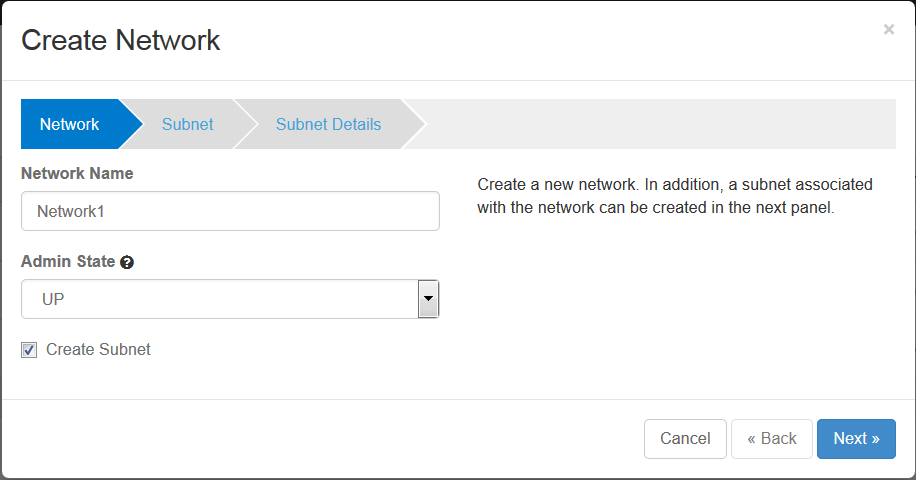 Create Network
×
Network
Subnet
Subnet Details
Network Name
Network1
Create a new network. In addition, a subnet associated
with the network can be created in the next panel.
Admin State ?
UP
Create Subnet
Cancel
« Back
Next »